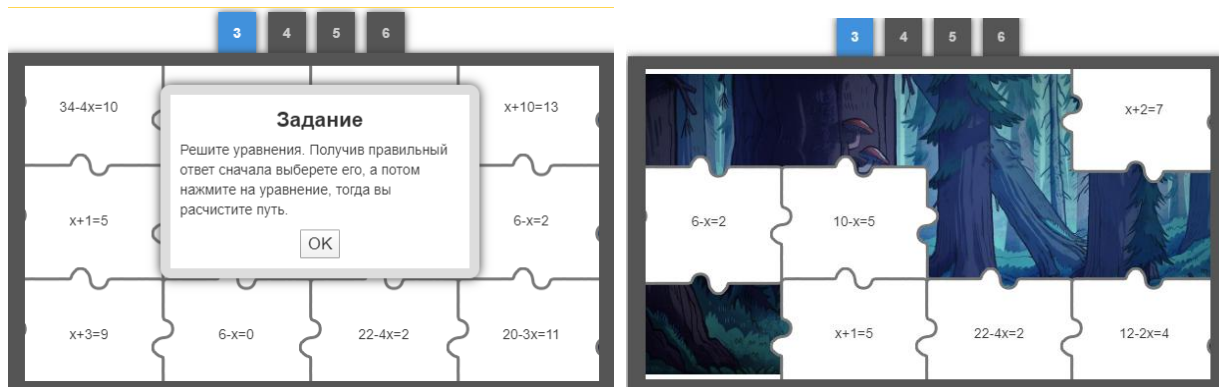 3 4 5 6
34-4x=10
x+10=13
Задание
Решите уравнения. Получив правильный
ответ сначала выберете его, а потом
нажмите на уравнение, тогда вы
расчистите путь.
OK
x+1=5
6-x=2
x+3=9
6-x=0
22-4x=2
20-3x=11
3 4 5 6
x+2=7
6-x=2
10-x=5
x+1=5
22-4x=2
12-2x=4